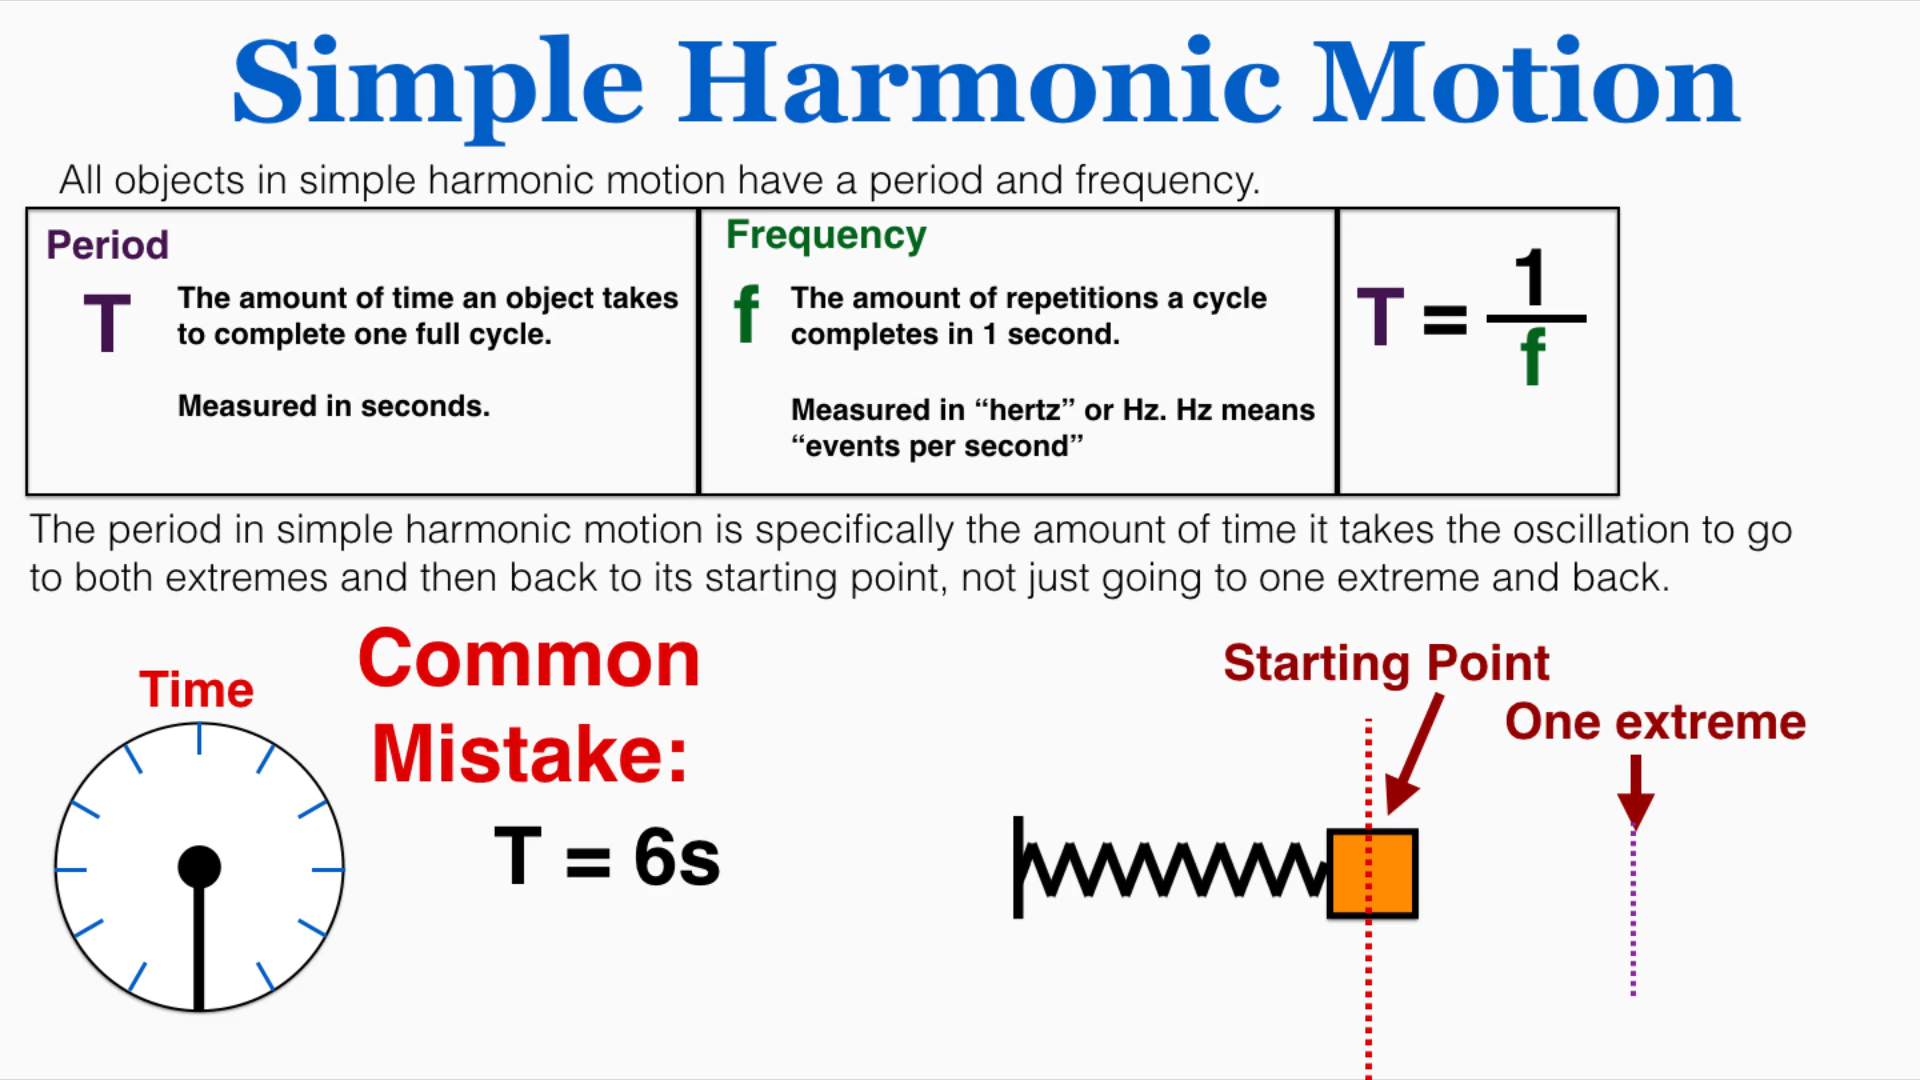 Simple Harmonic Motion
All objects in simple harmonic motion have a period and frequency.
Period
T
The amount of time an object takes
to complete one full cycle.
Measured in seconds.
Frequency
f
The amount of repetitions a cycle
completes in 1 second.
Measured in “hertz” or Hz. Hz means
“events per second”
T = 1
f
The period in simple harmonic motion is specifically the amount of time it takes the oscillation to go
to both extremes and then back to its starting point, not just going to one extreme and back.
Time
Common
Mistake:
T = 6s
Starting Point
One extreme